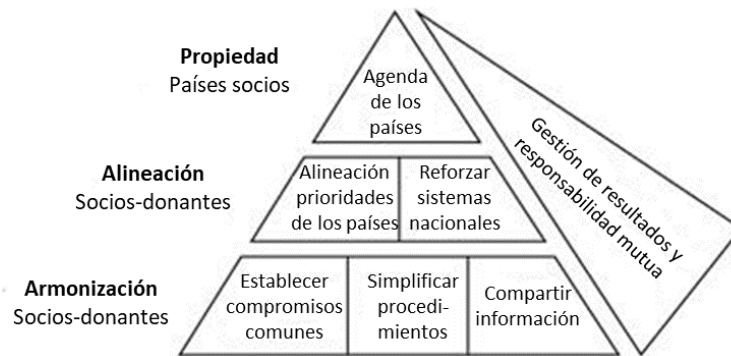 Propiedad
Países socios
Agenda
de los
países
Alineación
Socios-donantes
Alineación
prioridades
de los países
Reforzar
sistemas
nacionales
Armonización
Socios-donantes
Establecer
compromisos
comunes
Simplificar
procedi-
mientos
Compartir
información
Gestión de resultados y
responsabilidad mutua